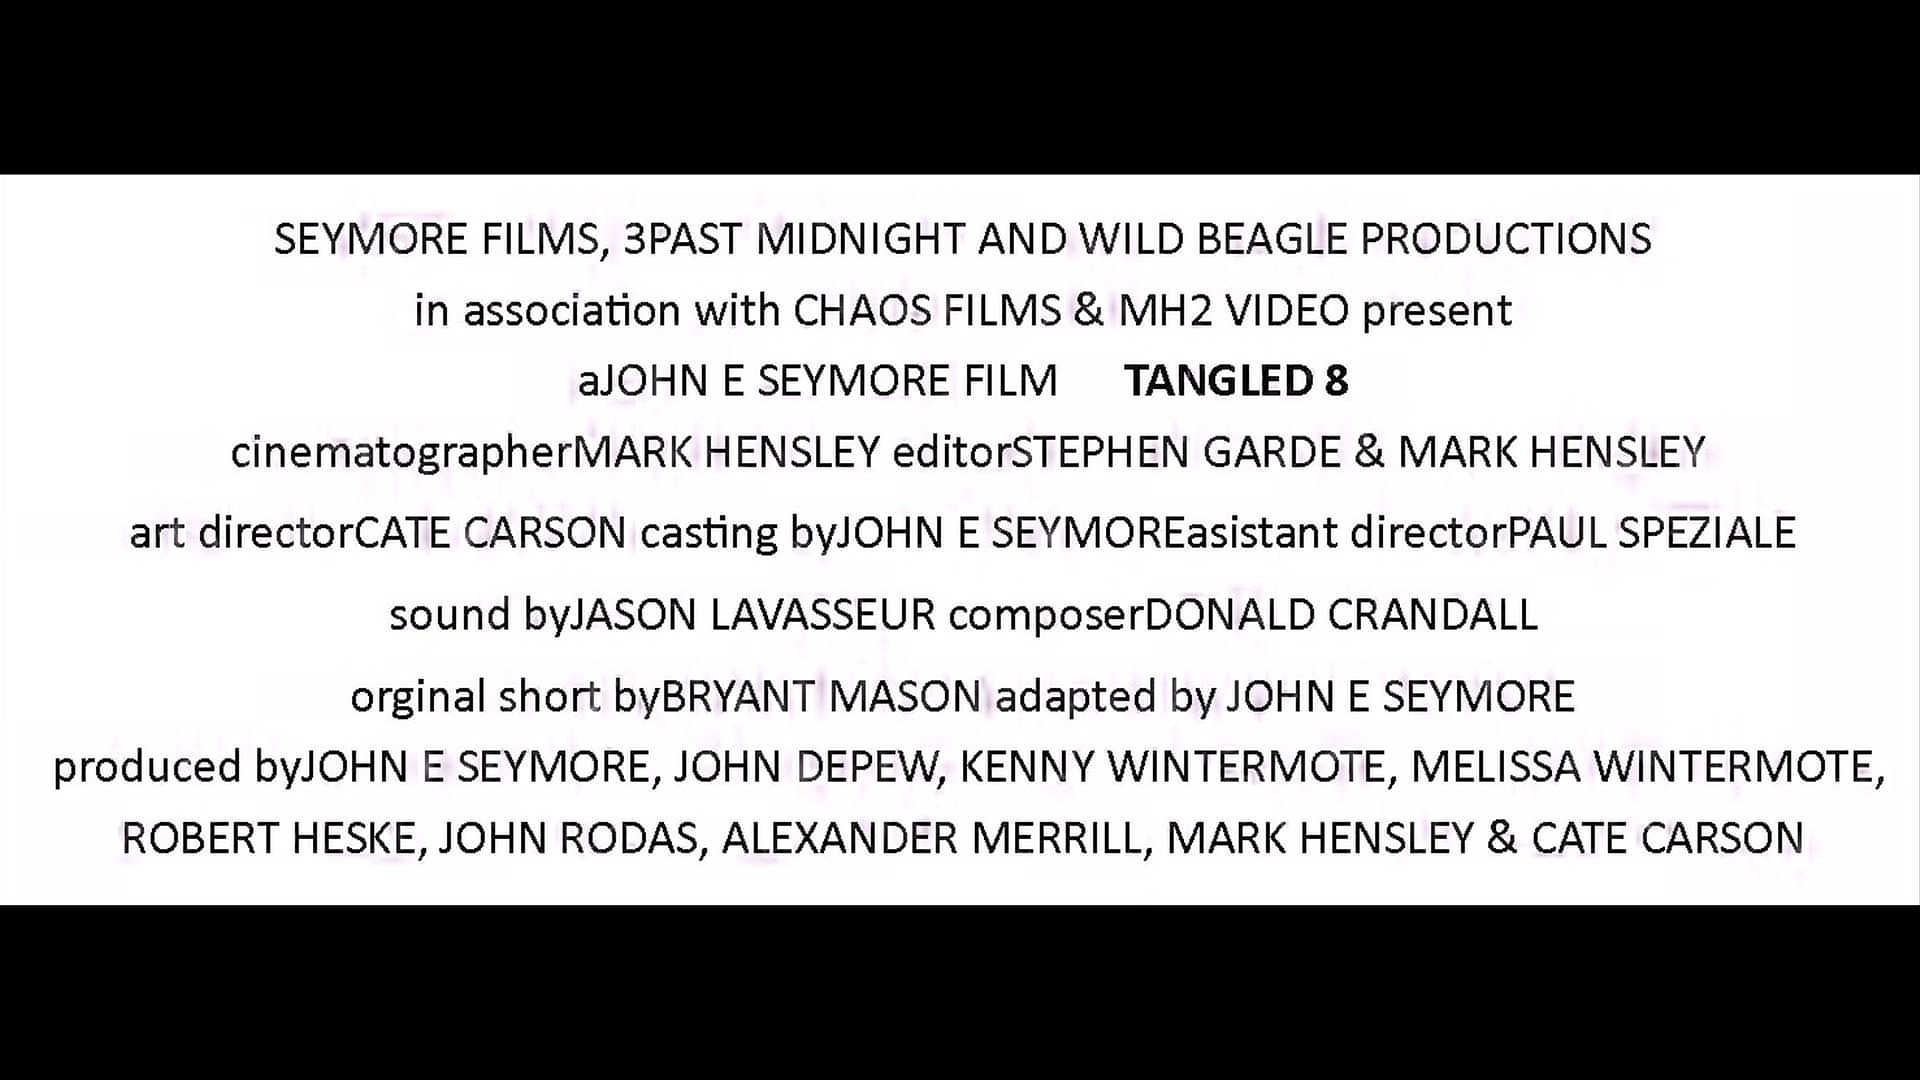 SEYMORE FILMS, 3PAST MIDNIGHT AND WILD BEAGLE PRODUCTIONS
in association with CHAOS FILMS & MH2 VIDEO present
aJOHN E SEYMORE FILM TANGLED 8
cinematographerMARK HENSLEY editorSTEPHEN GARDE & MARK HENSLEY
art directorCATE CARSON casting byJOHN E SEYMOREasistant directorPAUL SPEZIALE
sound byJASON LAVASSEUR composerDONALD CRANDALL
orginal short byBRYANT MASON adapted by JOHN E SEYMORE
produced byJOHN E SEYMORE, JOHN DEPEW, KENNY WINTERMOTE, MELISSA WINTERMOTE,
ROBERT HESKE, JOHN RODAS, ALEXANDER MERRILL, MARK HENSLEY & CATE CARSON